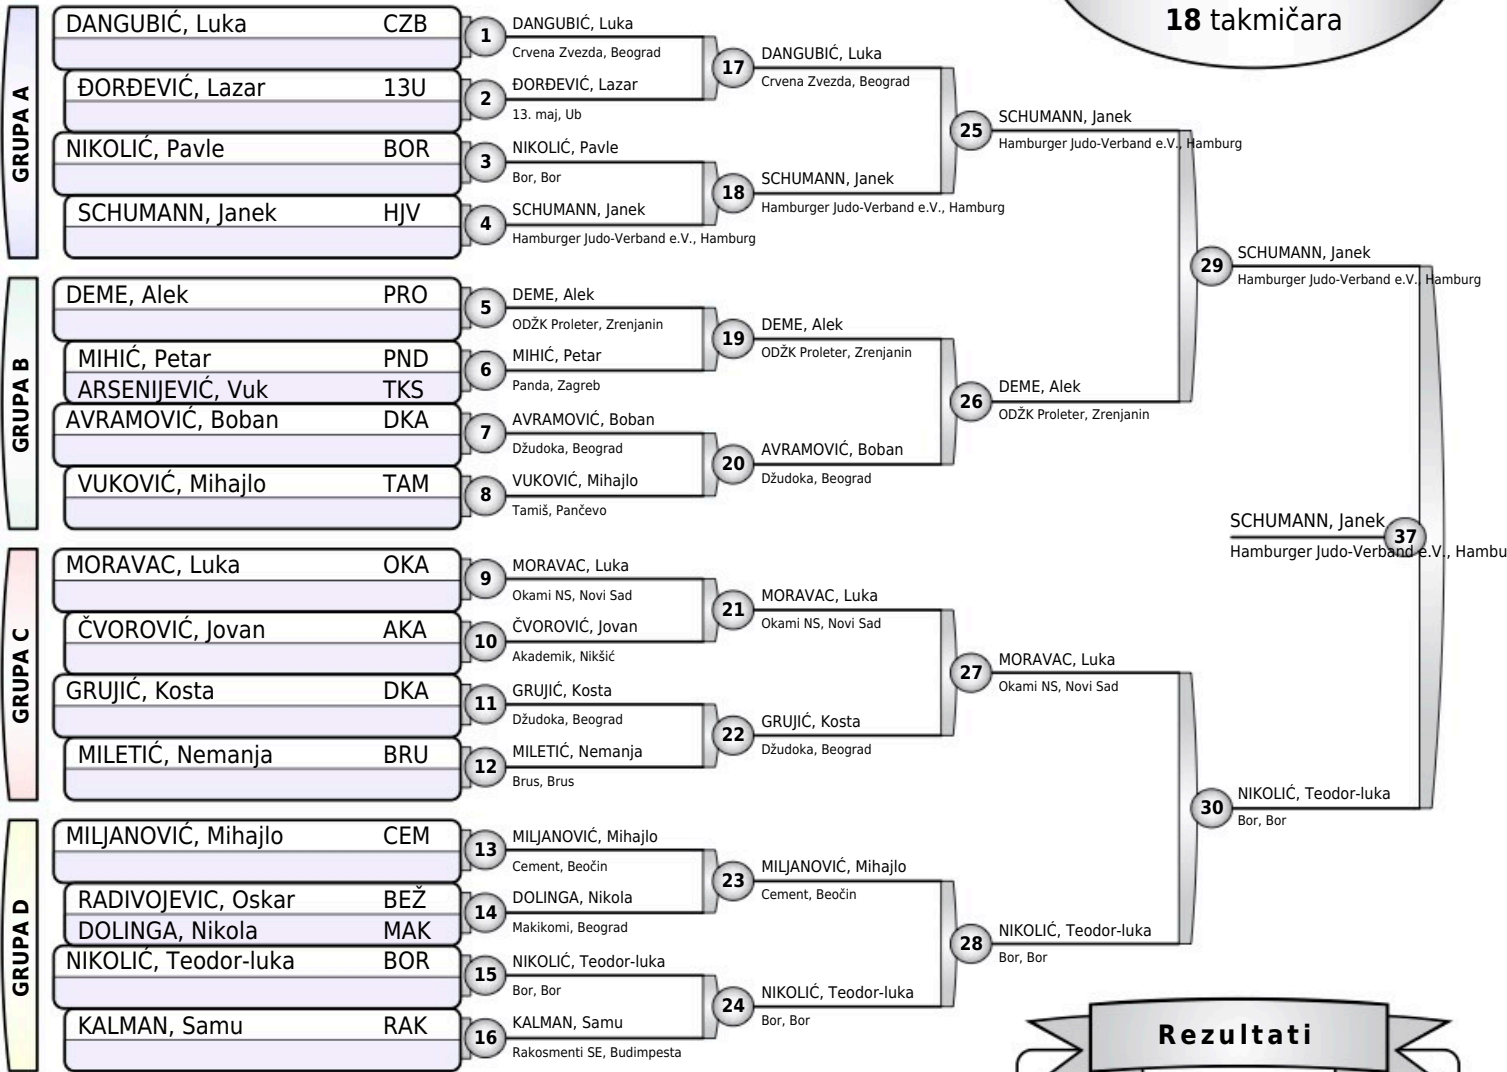 18 takmičara
GRUPA A
DANGUBIĆ, Luka CZB
ĐORĐEVIĆ, Lazar 13U
NIKOLIĆ, Pavle BOR
SCHUMANN, Janek HJV
GRUPA B
DEME, Alek PRO
MIHIĆ, Petar PND
ARSENIJEVIĆ, Vuk TKS
AVRAMOVIĆ, Boban DKA
VUKOVIĆ, Mihajlo TAM
GRUPA C
MORAVAC, Luka OKA
ČVOROVIĆ, Jovan AKA
GRUJIĆ, Kosta DKA
MILETIĆ, Nemanja BRU
GRUPA D
MILJANOVIĆ, Mihajlo CEM
RADIVOJEVIC, Oskar BEŽ
DOLINGA, Nikola MAK
NIKOLIĆ, Teodor-luka BOR
KALMAN, Samu RAK
1 DANGUBIĆ, Luka
Crvena Zvezda, Beograd
2 ĐORĐEVIĆ, Lazar
13. maj, Ub
3 NIKOLIĆ, Pavle
Bor, Bor
4 SCHUMANN, Janek
Hamburger Judo-Verband e.V., Hamburg
5 DEME, Alek
ODŽK Proleter, Zrenjanin
6 MIHIĆ, Petar
Panda, Zagreb
7 AVRAMOVIĆ, Boban
Džudoka, Beograd
8 VUKOVIĆ, Mihajlo
Tamiš, Pančevo
9 MORAVAC, Luka
Okami NS, Novi Sad
10 ČVOROVIĆ, Jovan
Akademik, Nikšić
11 GRUJIĆ, Kosta
Džudoka, Beograd
12 MILETIĆ, Nemanja
Brus, Brus
13 MILJANOVIĆ, Mihajlo
Cement, Beočin
14 DOLINGA, Nikola
Makikomi, Beograd
15 NIKOLIĆ, Teodor-luka
Bor, Bor
16 KALMAN, Samu
Rakosmenti SE, Budimpesta
17 DANGUBIĆ, Luka
Crvena Zvezda, Beograd
18 SCHUMANN, Janek
Hamburger Judo-Verband e.V., Hamburg
19 DEME, Alek
ODŽK Proleter, Zrenjanin
20 AVRAMOVIĆ, Boban
Džudoka, Beograd
21 MORAVAC, Luka
Okami NS, Novi Sad
22 GRUJIĆ, Kosta
Džudoka, Beograd
23 MILJANOVIĆ, Mihajlo
Cement, Beočin
24 NIKOLIĆ, Teodor-luka
Bor, Bor
25 SCHUMANN, Janek
Hamburger Judo-Verband e.V., Hamburg
26 DEME, Alek
ODŽK Proleter, Zrenjanin
27 MORAVAC, Luka
Okami NS, Novi Sad
28 NIKOLIĆ, Teodor-luka
Bor, Bor
29 SCHUMANN, Janek
Hamburger Judo-Verband e.V., Hamburg
30 NIKOLIĆ, Teodor-luka
Bor, Bor
SCHUMANN, Janek 37
Hamburger Judo-Verband e.V., Hambu
Rezultati